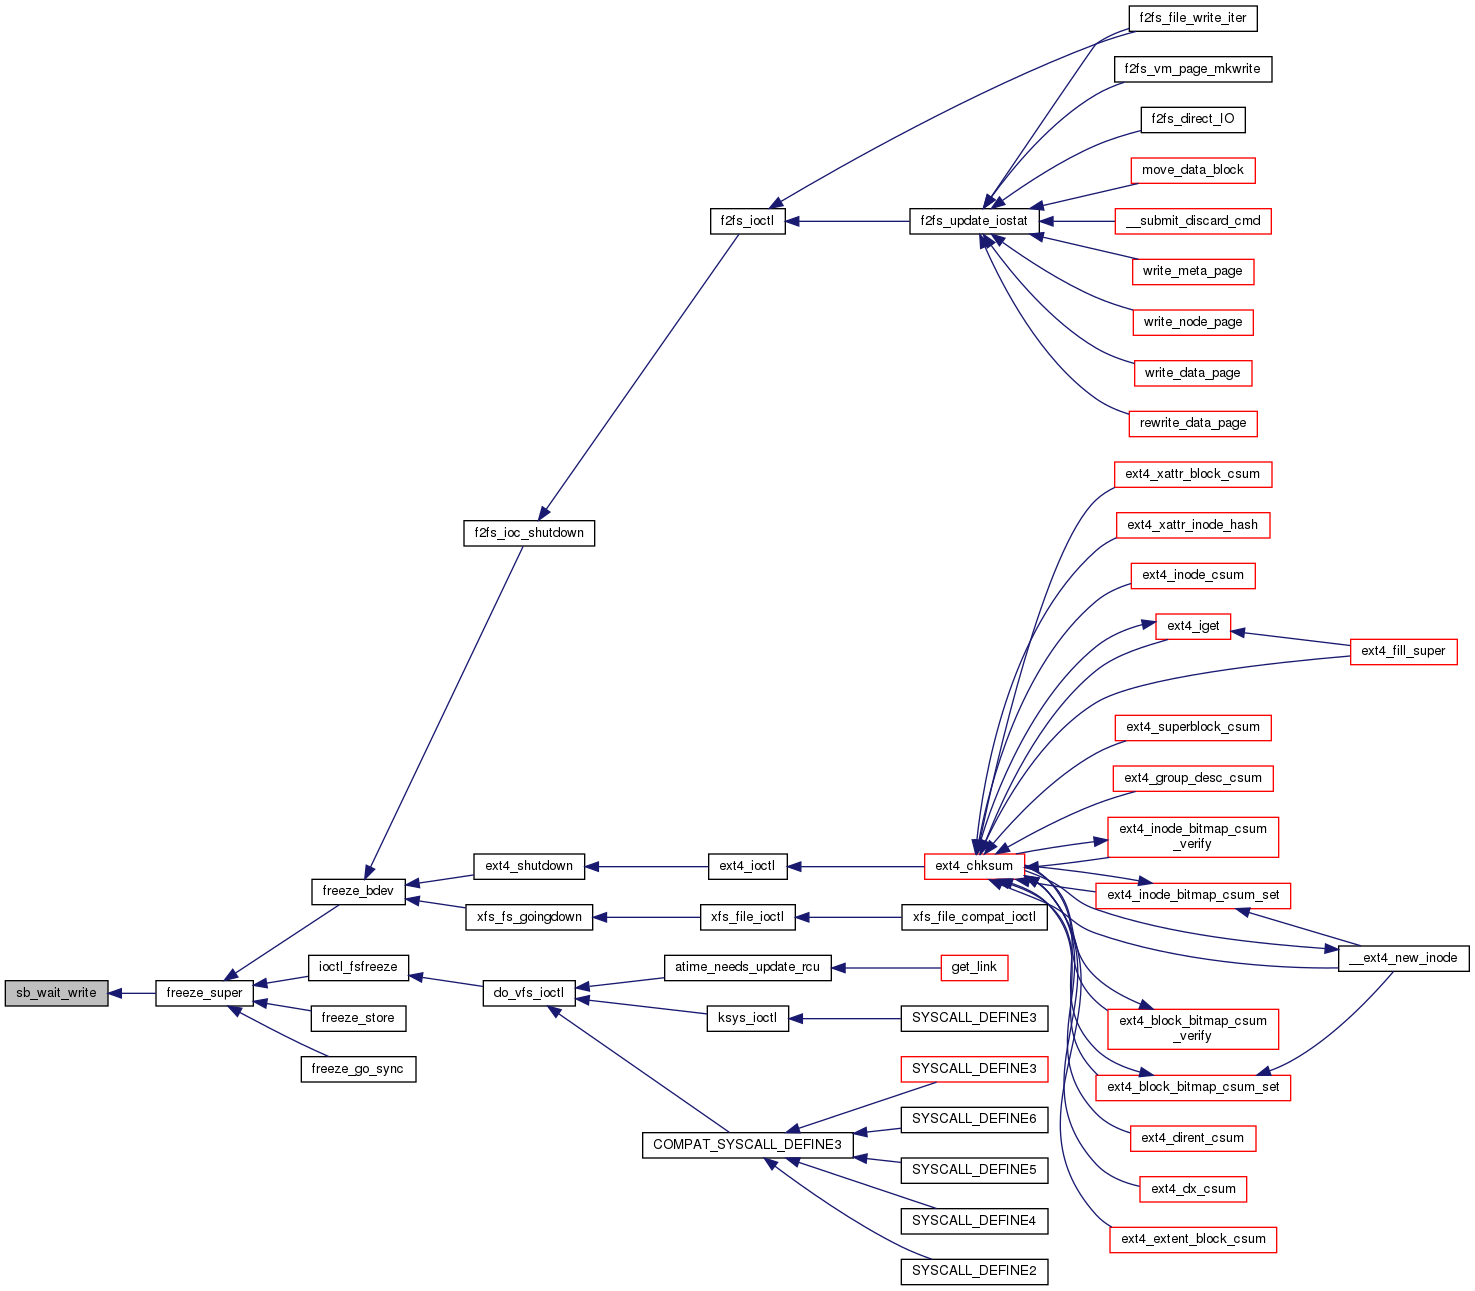 f2fs_file_write_iter
f2fs_vm_page_mkwrite
f2fs_direct_IO
move_data_block
f2fs_ioctl
f2fs_update_iostat
__submit_discard_cmd
write_meta_page
write_node_page
write_data_page
rewrite_data_page
ext4_xattr_block_csum
ext4_xattr_inode_hash
f2fs_ioc_shutdown
ext4_inode_csum
ext4_iget
ext4_fill_super
ext4_superblock_csum
ext4_group_desc_csum
ext4_inode_bitmap_csum
_verify
ext4_shutdown
ext4_ioctl
ext4_chksum
freeze_bdev
ext4_inode_bitmap_csum_set
xfs_fs_goingdown
xfs_file_ioctl
xfs_file_compat_ioctl
__ext4_new_inode
ioctl_fsfreeze
atime_needs_update_rcu
get_link
sb_wait_write
freeze_super
do_vfs_ioctl
freeze_store
ksys_ioctl
SYSCALL_DEFINE3
ext4_block_bitmap_csum
_verify
freeze_go_sync
SYSCALL_DEFINE3
ext4_block_bitmap_csum_set
SYSCALL_DEFINE6
COMPAT_SYSCALL_DEFINE3
ext4_dirent_csum
SYSCALL_DEFINE5
ext4_dx_csum
SYSCALL_DEFINE4
ext4_extent_block_csum
SYSCALL_DEFINE2